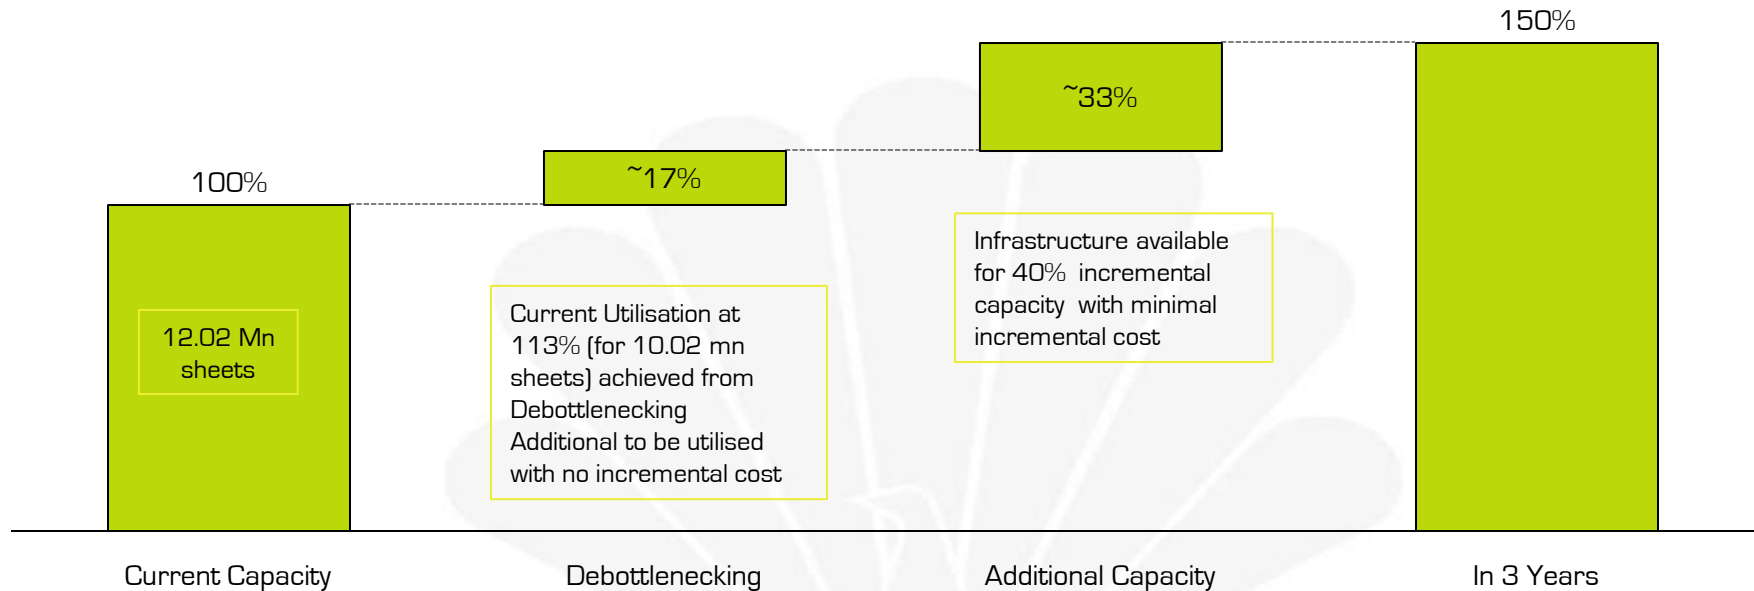 150%
~33%
~17%
100%
Infrastructure available
for 40% incremental
capacity with minimal
incremental cost
Current Utilisation at
113% (for 10.02 mn
sheets) achieved from
Debottlenecking
Additional to be utilised
with no incremental cost
12.02 Mn
sheets
Current Capacity
Debottlenecking
Additional Capacity
In 3 Years